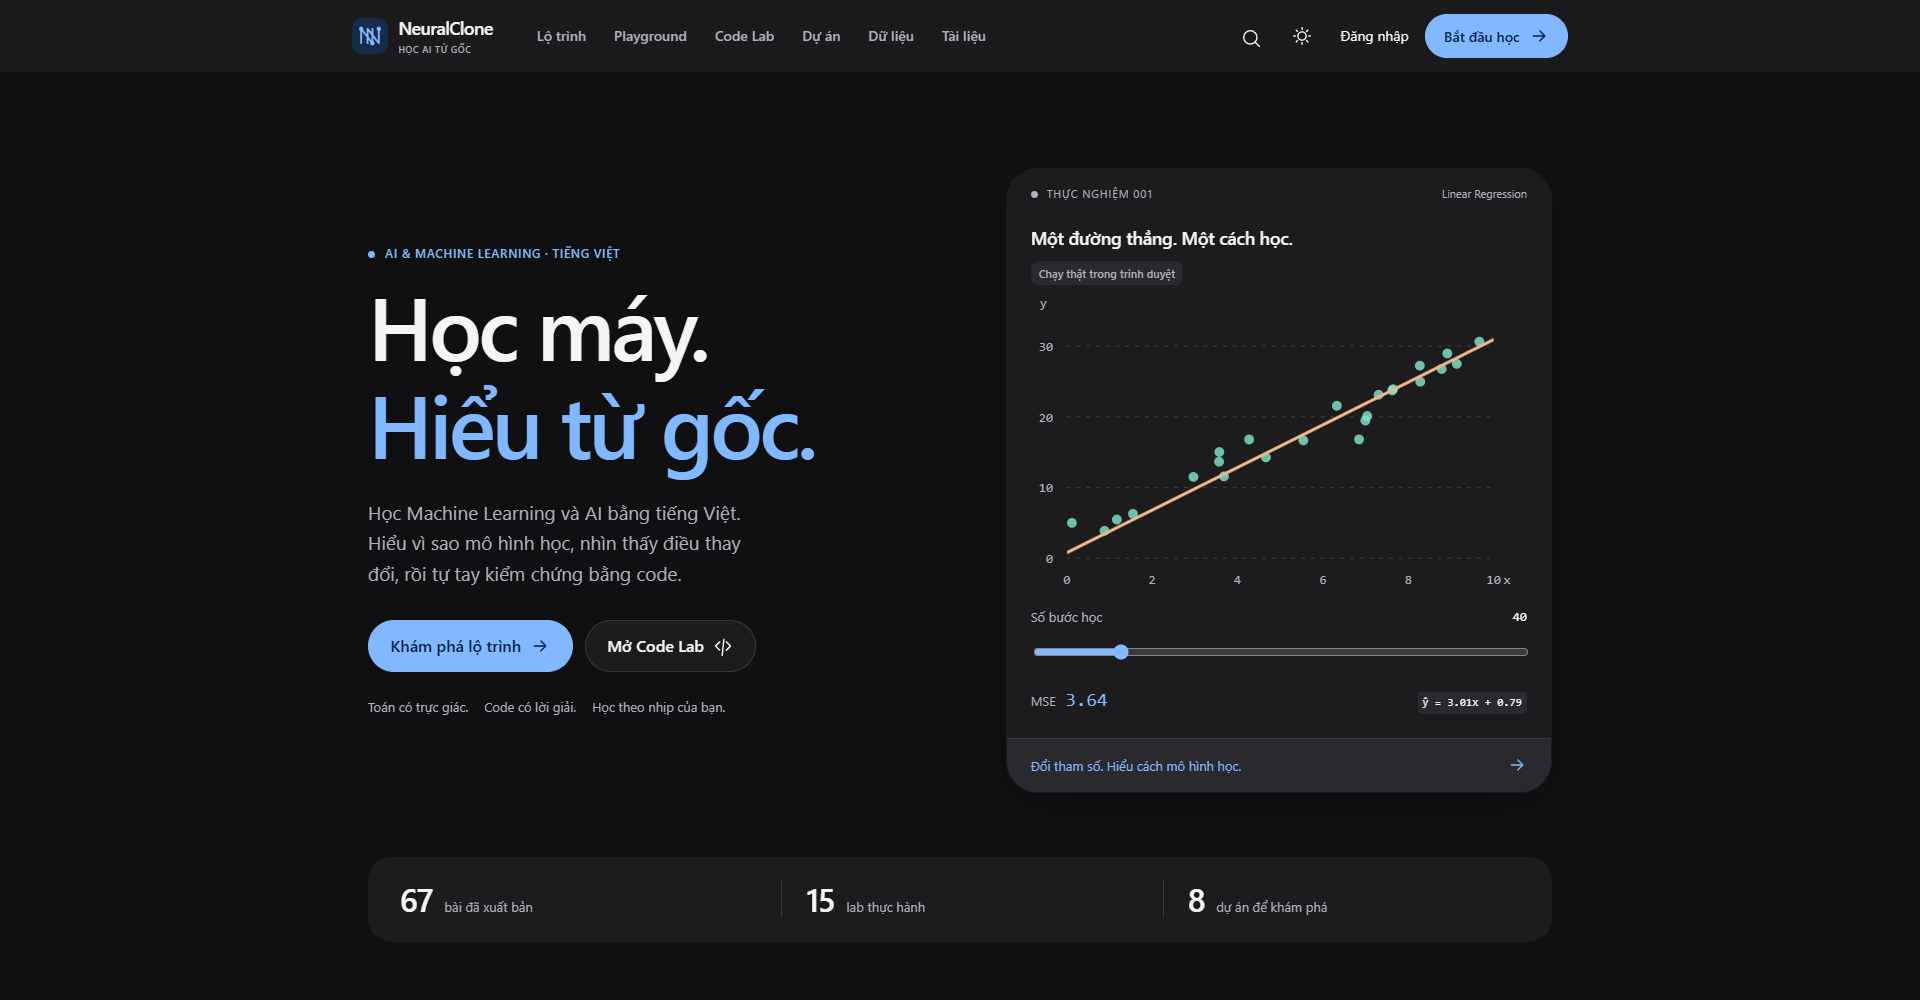 NeuralClone
HỌC AI TỪ GỐC
Lộ trình
Playground
Code Lab
Dự án
Dữ liệu
Tài liệu
Đăng nhập
Bắt đầu học
AI & MACHINE LEARNING · TIẾNG VIỆT
Học máy.
Hiểu từ gốc.
Học Machine Learning và AI bằng tiếng Việt.
Hiểu vì sao mô hình học, nhìn thấy điều thay
đổi, rồi tự tay kiểm chứng bằng code.
Khám phá lộ trình
Mở Code Lab
Toán có trực giác.
Code có lời giải.
Học theo nhịp của bạn.
THỰC NGHIỆM 001
Linear Regression
Một đường thẳng. Một cách học.
Chạy thật trong trình duyệt
y
30
20
10
0
0 2 4 6 8 10 x
Số bước học
40
MSE 3.64
ŷ = 3.01x + 0.79
Đổi tham số. Hiểu cách mô hình học.
67 bài đã xuất bản
15 lab thực hành
8 dự án để khám phá